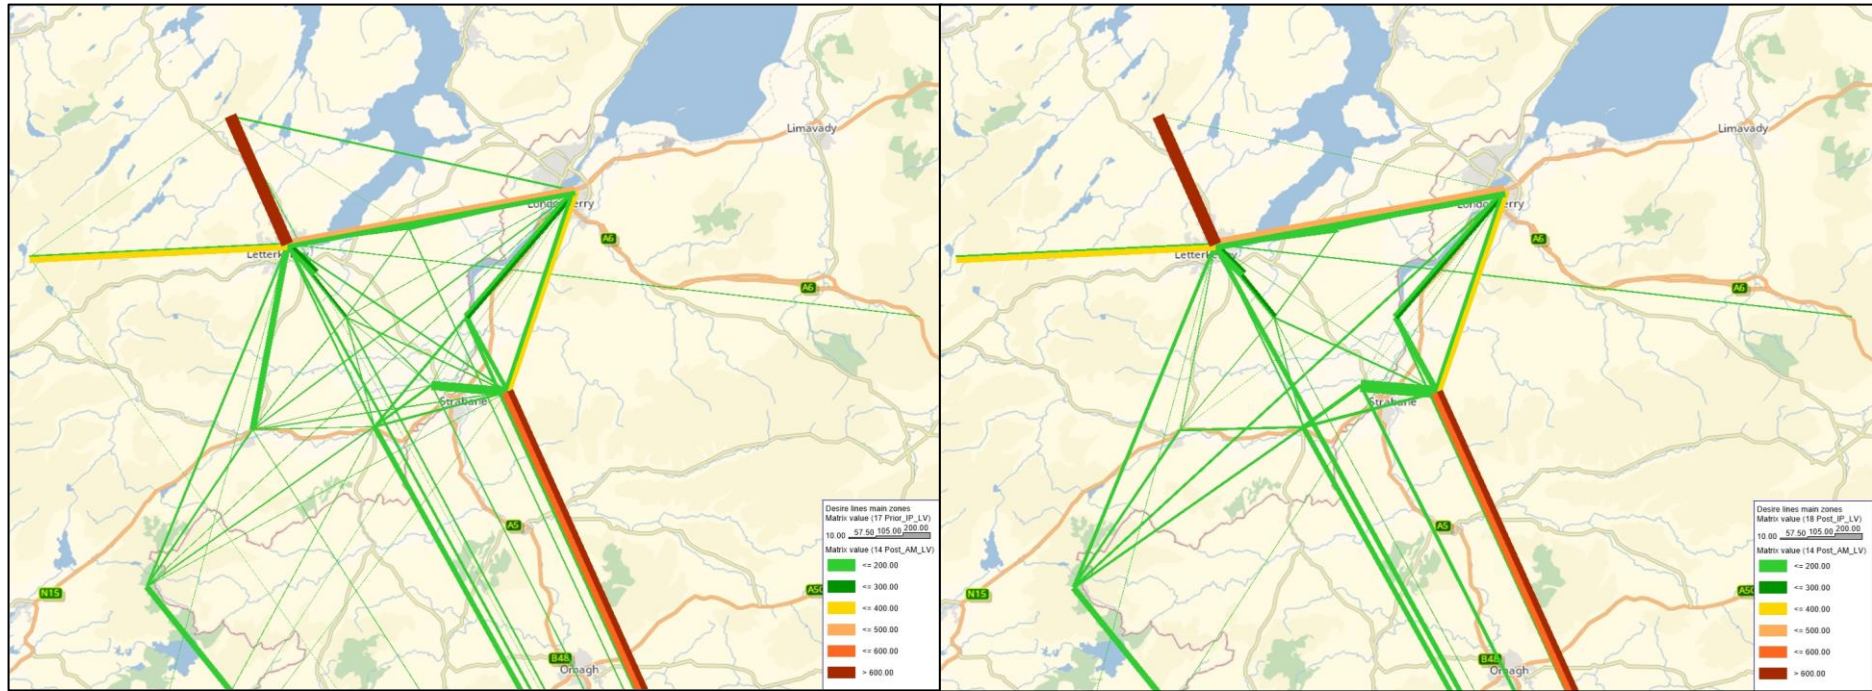 Limavady
Londonderry
A6
Letterkenny
A6
Strabane
A5
N15
B48
Omagh
Desire lines main zones
Matrix value (17 Prior_IP_LV)
10.00 57.50 105.00 200.00
Matrix value (14 Post_AM_LV)
<= 200.00
<= 300.00
<= 400.00
<= 500.00
<= 600.00
> 600.00
Limavady
Londonderry
A6
Letterkenny
A6
Strabane
A5
N15
B48
Omagh
Desire lines main zones
Matrix value (18 Post_IP_LV)
10.00 57.50 105.00 200.00
Matrix value (14 Post_AM_LV)
<= 200.00
<= 300.00
<= 400.00
<= 500.00
<= 600.00
> 600.00